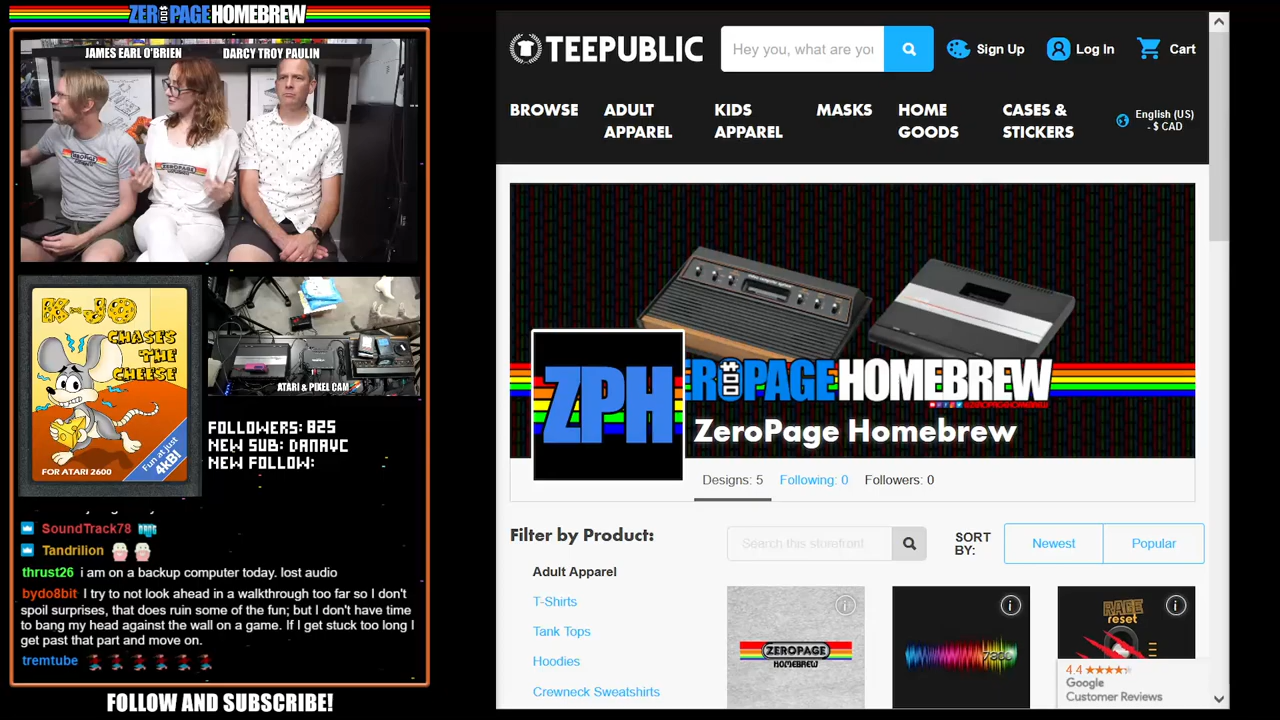 ZEROPAGE HOMEBREW
JAMES EARL O'BRIEN
DARCY TROY PAULIN
ZEROPAGE
ZEROPAGE
K-JO
CHASES
THE
CHEESE
Fun at just
4kB!
FOR ATARI 2600
ATARI & PIXEL CAM
FOLLOWERS: 825
NEW SUB: DANAYC
NEW FOLLOW:
SoundTrack78
Tandrilion
thrust26 i am on a backup computer today. lost audio
bydo8bit I try to not look ahead in a walkthrough too far so I don't
spoil surprises, that does ruin some of the fun; but I don't have time
to bang my head against the wall on a game. If I get stuck too long I
get past that part and move on.
tremtube
FOLLOW AND SUBSCRIBE!
TEEPUBLIC
Hey you, what are you
Sign Up
Log In
Cart
BROWSE
ADULT
APPAREL
KIDS
APPAREL
MASKS
HOME
GOODS
CASES &
STICKERS
English (US)
- $ CAD
ZPH
ER PAGE HOMEBREW
ZeroPage Homebrew
Designs: 5
Following: 0
Followers: 0
Filter by Product:
Search this storefront
SORT
BY:
Newest
Popular
Adult Apparel
T-Shirts
Tank Tops
Hoodies
Crewneck Sweatshirts
ZEROPAGE
HOMEBREW
7800
RAGE
reset
4.4
Google
Customer Reviews